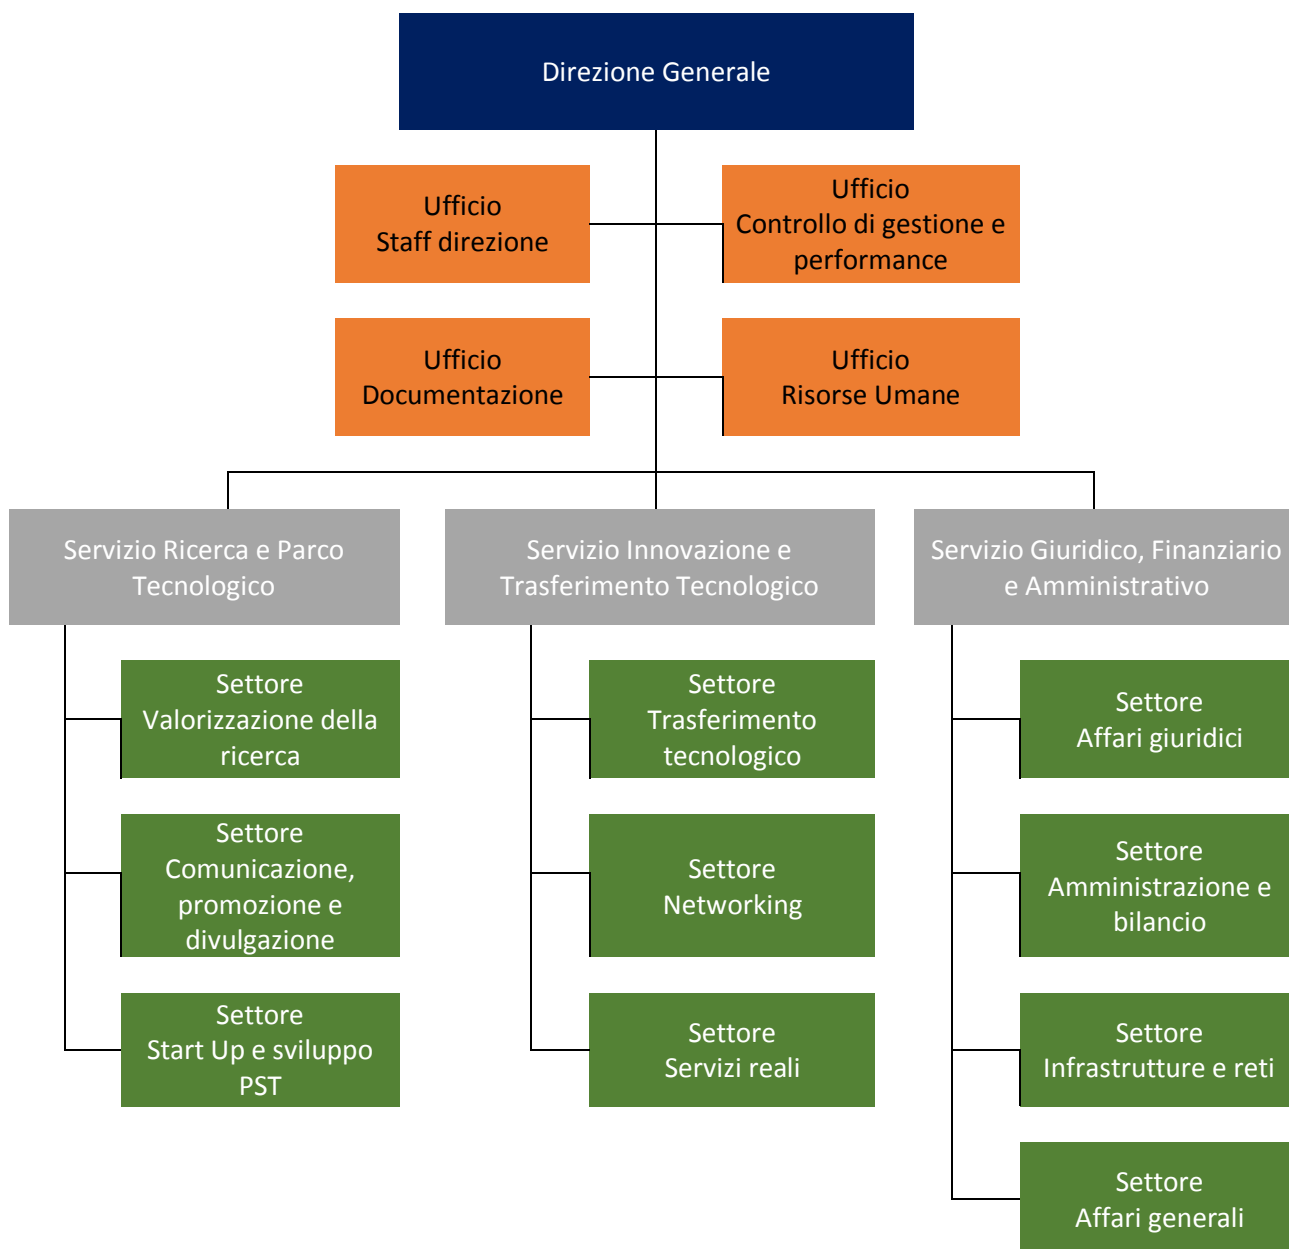 Direzione Generale
Ufficio
Staff direzione
Ufficio
Controllo di gestione e
performance
Ufficio
Documentazione
Ufficio
Risorse Umane
Servizio Ricerca e Parco
Tecnologico
Servizio Innovazione e
Trasferimento Tecnologico
Servizio Giuridico, Finanziario
e Amministrativo
Settore
Valorizzazione della
ricerca
Settore
Comunicazione,
promozione e
divulgazione
Settore
Start Up e sviluppo
PST
Settore
Trasferimento
tecnologico
Settore
Networking
Settore
Servizi reali
Settore
Affari giuridici
Settore
Amministrazione e
bilancio
Settore
Infrastrutture e reti
Settore
Affari generali